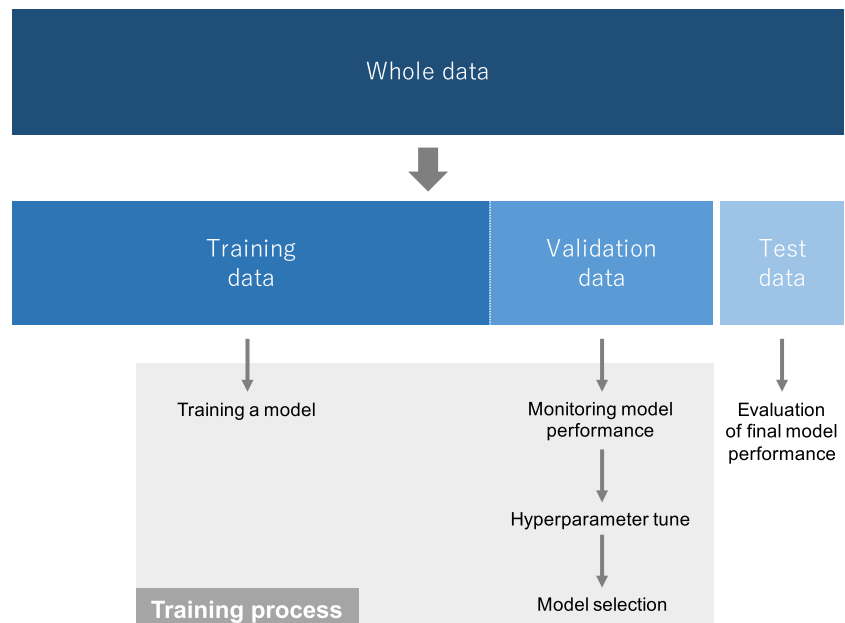 Whole data
Training
data
Validation
data
Test
data
Training a model
Monitoring model
performance
Hyperparameter tune
Model selection
Evaluation
of final model
performance
Training process